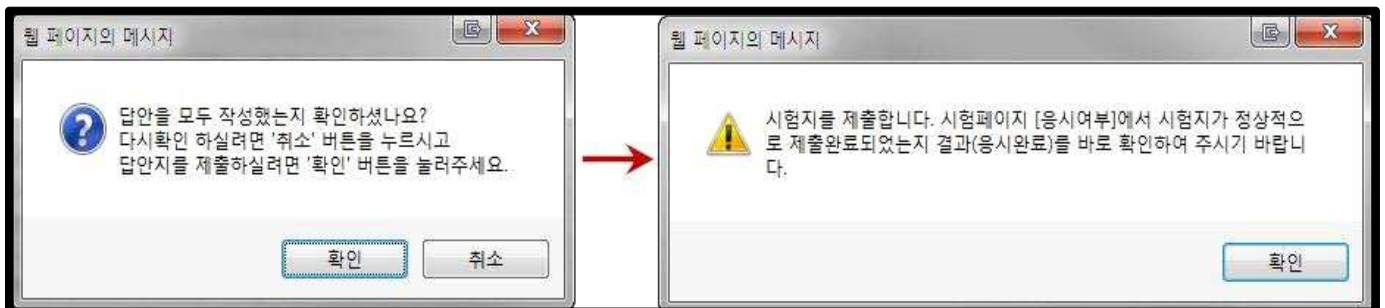 웹 페이지의 메시지
답안을 모두 작성했는지 확인하셨나요?
다시확인 하실려면 '취소' 버튼을 누르시고
답안지를 제출하실려면 '확인' 버튼을 눌러주세요.
확인
취소
웹 페이지의 메시지
시험지를 제출합니다. 시험페이지 [응시여부]에서 시험지가 정상적으
로 제출완료되었는지 결과(응시완료)를 바로 확인하여 주시기 바랍니
다.
확인